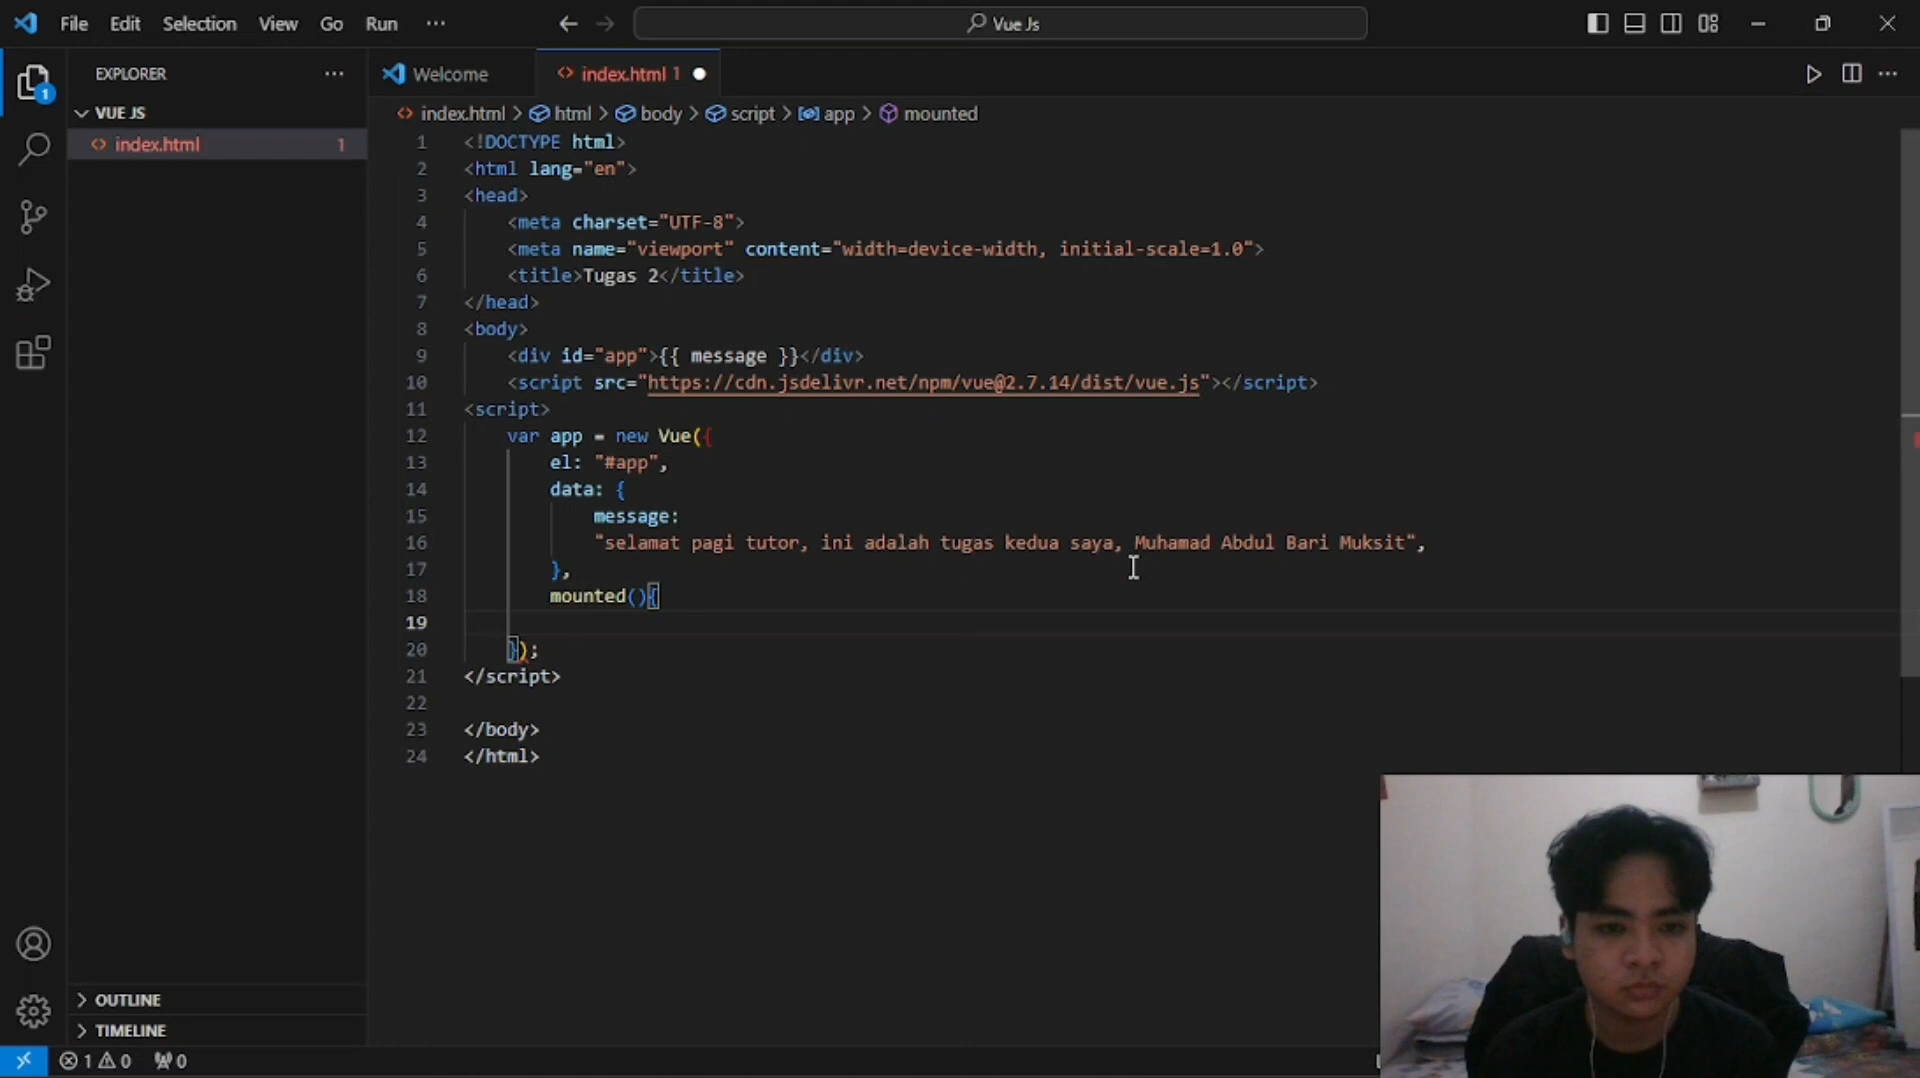 File Edit Selection View Go Run ··· Vue Js
EXPLORER ···
VUE JS
index.html 1
Welcome
index.html 1
index.html > html > body > script > app > mounted
1 <!DOCTYPE html>
2 <html lang="en">
3 <head>
4 <meta charset="UTF-8">
5 <meta name="viewport" content="width=device-width, initial-scale=1.0">
6 <title>Tugas 2</title>
7 </head>
8 <body>
9 <div id="app">{{ message }}</div>
10 <script src="https://cdn.jsdelivr.net/npm/vue@2.7.14/dist/vue.js"></script>
11 <script>
12 var app = new Vue({
13 el: "#app",
14 data: {
15 message:
16 "selamat pagi tutor, ini adalah tugas kedua saya, Muhamad Abdul Bari Muksit",
17 },
18 mounted(){
19
20 });
21 </script>
22
23 </body>
24 </html>
1
OUTLINE
TIMELINE
1 0 0